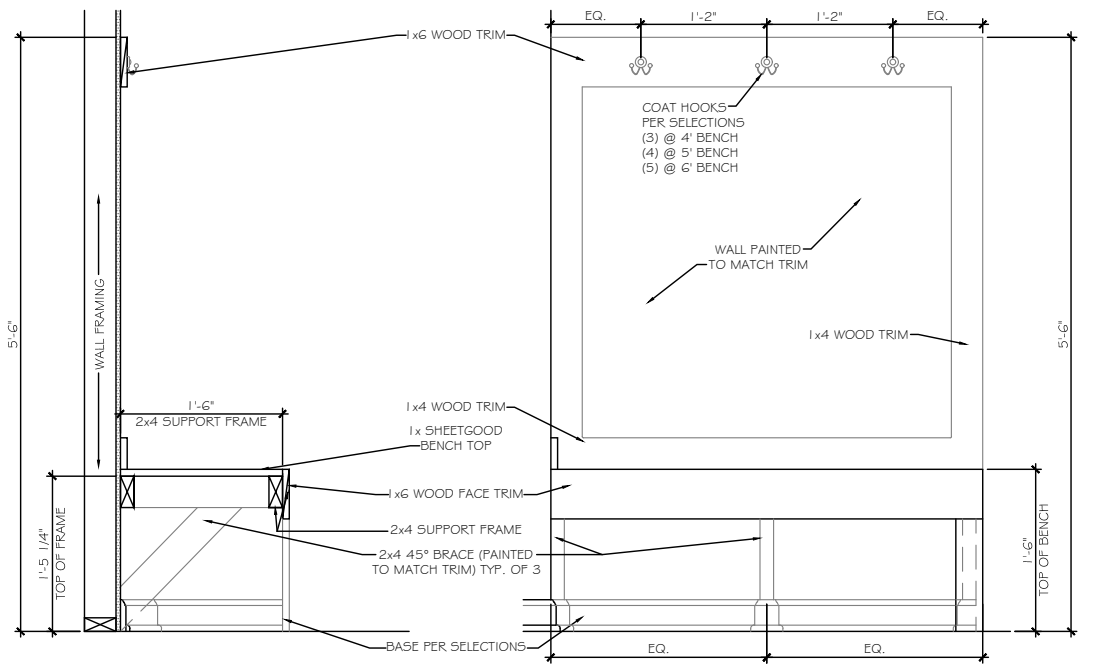 EQ.
1'-2"
1'-2"
EQ.
1x6 WOOD TRIM
COAT HOOKS
PER SELECTIONS
(3) @ 4' BENCH
(4) @ 5' BENCH
(5) @ 6' BENCH
WALL PAINTED
TO MATCH TRIM
WALL FRAMING
5'-6"
5'-6"
1x4 WOOD TRIM
1'-6"
2x4 SUPPORT FRAME
1x4 WOOD TRIM
1x SHEETGOOD
BENCH TOP
1x6 WOOD FACE TRIM
2x4 SUPPORT FRAME
2x4 45° BRACE (PAINTED
TO MATCH TRIM) TYP. OF 3
1'-5 1/4"
TOP OF FRAME
1'-6"
TOP OF BENCH
BASE PER SELECTIONS
EQ.
EQ.